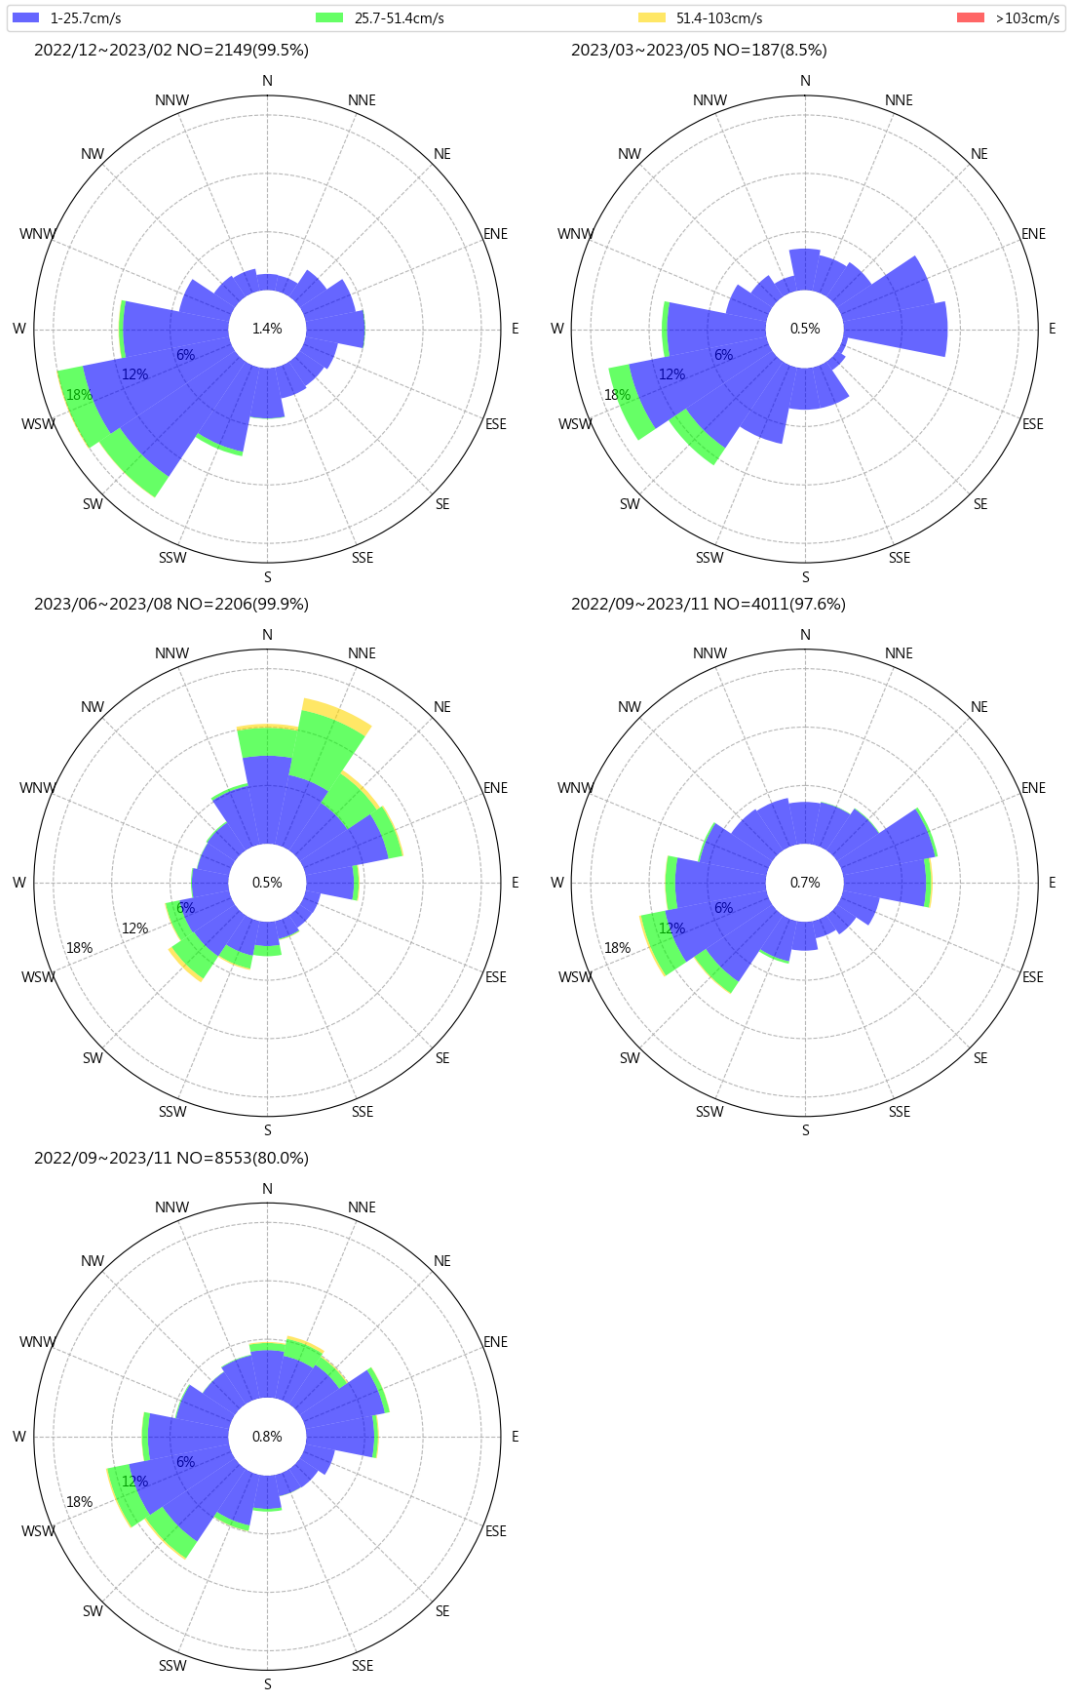 1-25.7cm/s 25.7-51.4cm/s 51.4-103cm/s >103cm/s
2022/12~2023/02 NO=2149(99.5%)
N
NNW NNE
NW NE
WNW ENE
W 1.4% E
6%
12%
18%
WSW ESE
SW SE
SSW SSE
S
2023/03~2023/05 NO=187(8.5%)
N
NNW NNE
NW NE
WNW ENE
W 0.5% E
6%
12%
18%
WSW ESE
SW SE
SSW SSE
S
2023/06~2023/08 NO=2206(99.9%)
N
NNW NNE
NW NE
WNW ENE
W 0.5% E
6%
12%
18%
WSW ESE
SW SE
SSW SSE
S
2022/09~2023/11 NO=4011(97.6%)
N
NNW NNE
NW NE
WNW ENE
W 0.7% E
6%
12%
18%
WSW ESE
SW SE
SSW SSE
S
2022/09~2023/11 NO=8553(80.0%)
N
NNW NNE
NW NE
WNW ENE
W 0.8% E
6%
12%
18%
WSW ESE
SW SE
SSW SSE
S